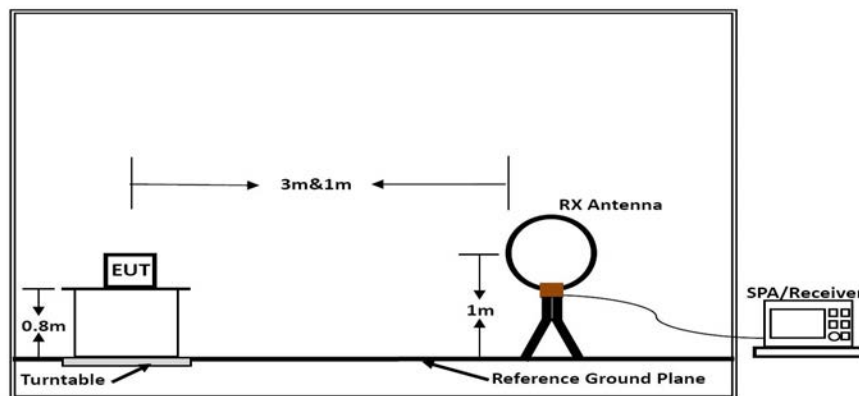 3m&1m
RX Antenna
EUT
SPA/Receiver
0.8m
1m
Turntable
Reference Ground Plane